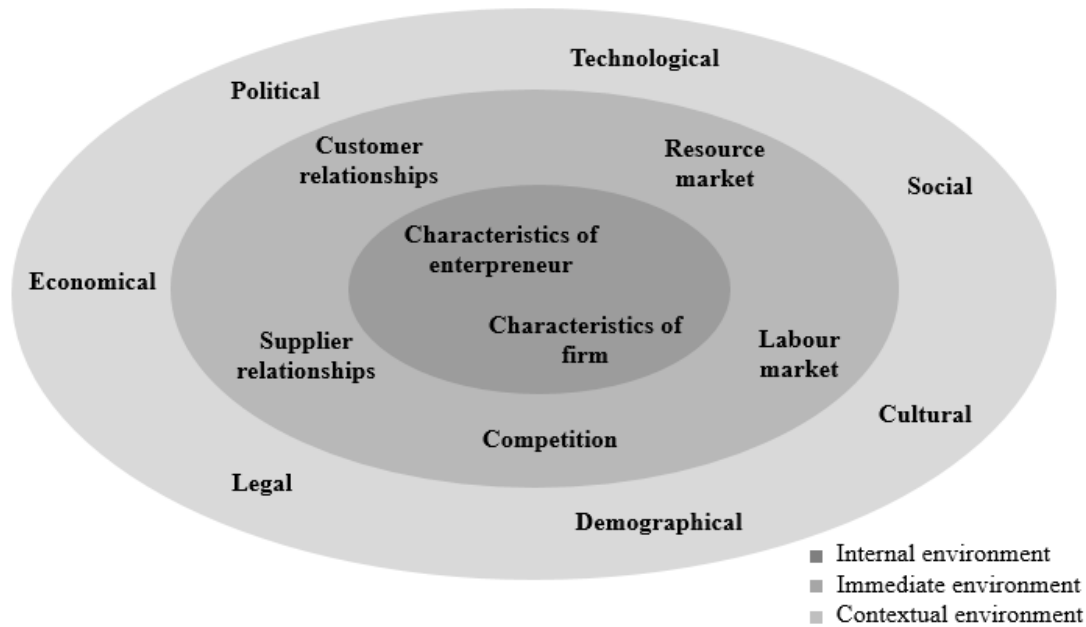 Technological
Political
Customer
relationships
Resource
market
Social
Characteristics of
enterpreneur
Economical
Characteristics of
firm
Supplier
relationships
Labour
market
Cultural
Competition
Legal
Demographical
Internal environment
Immediate environment
Contextual environment